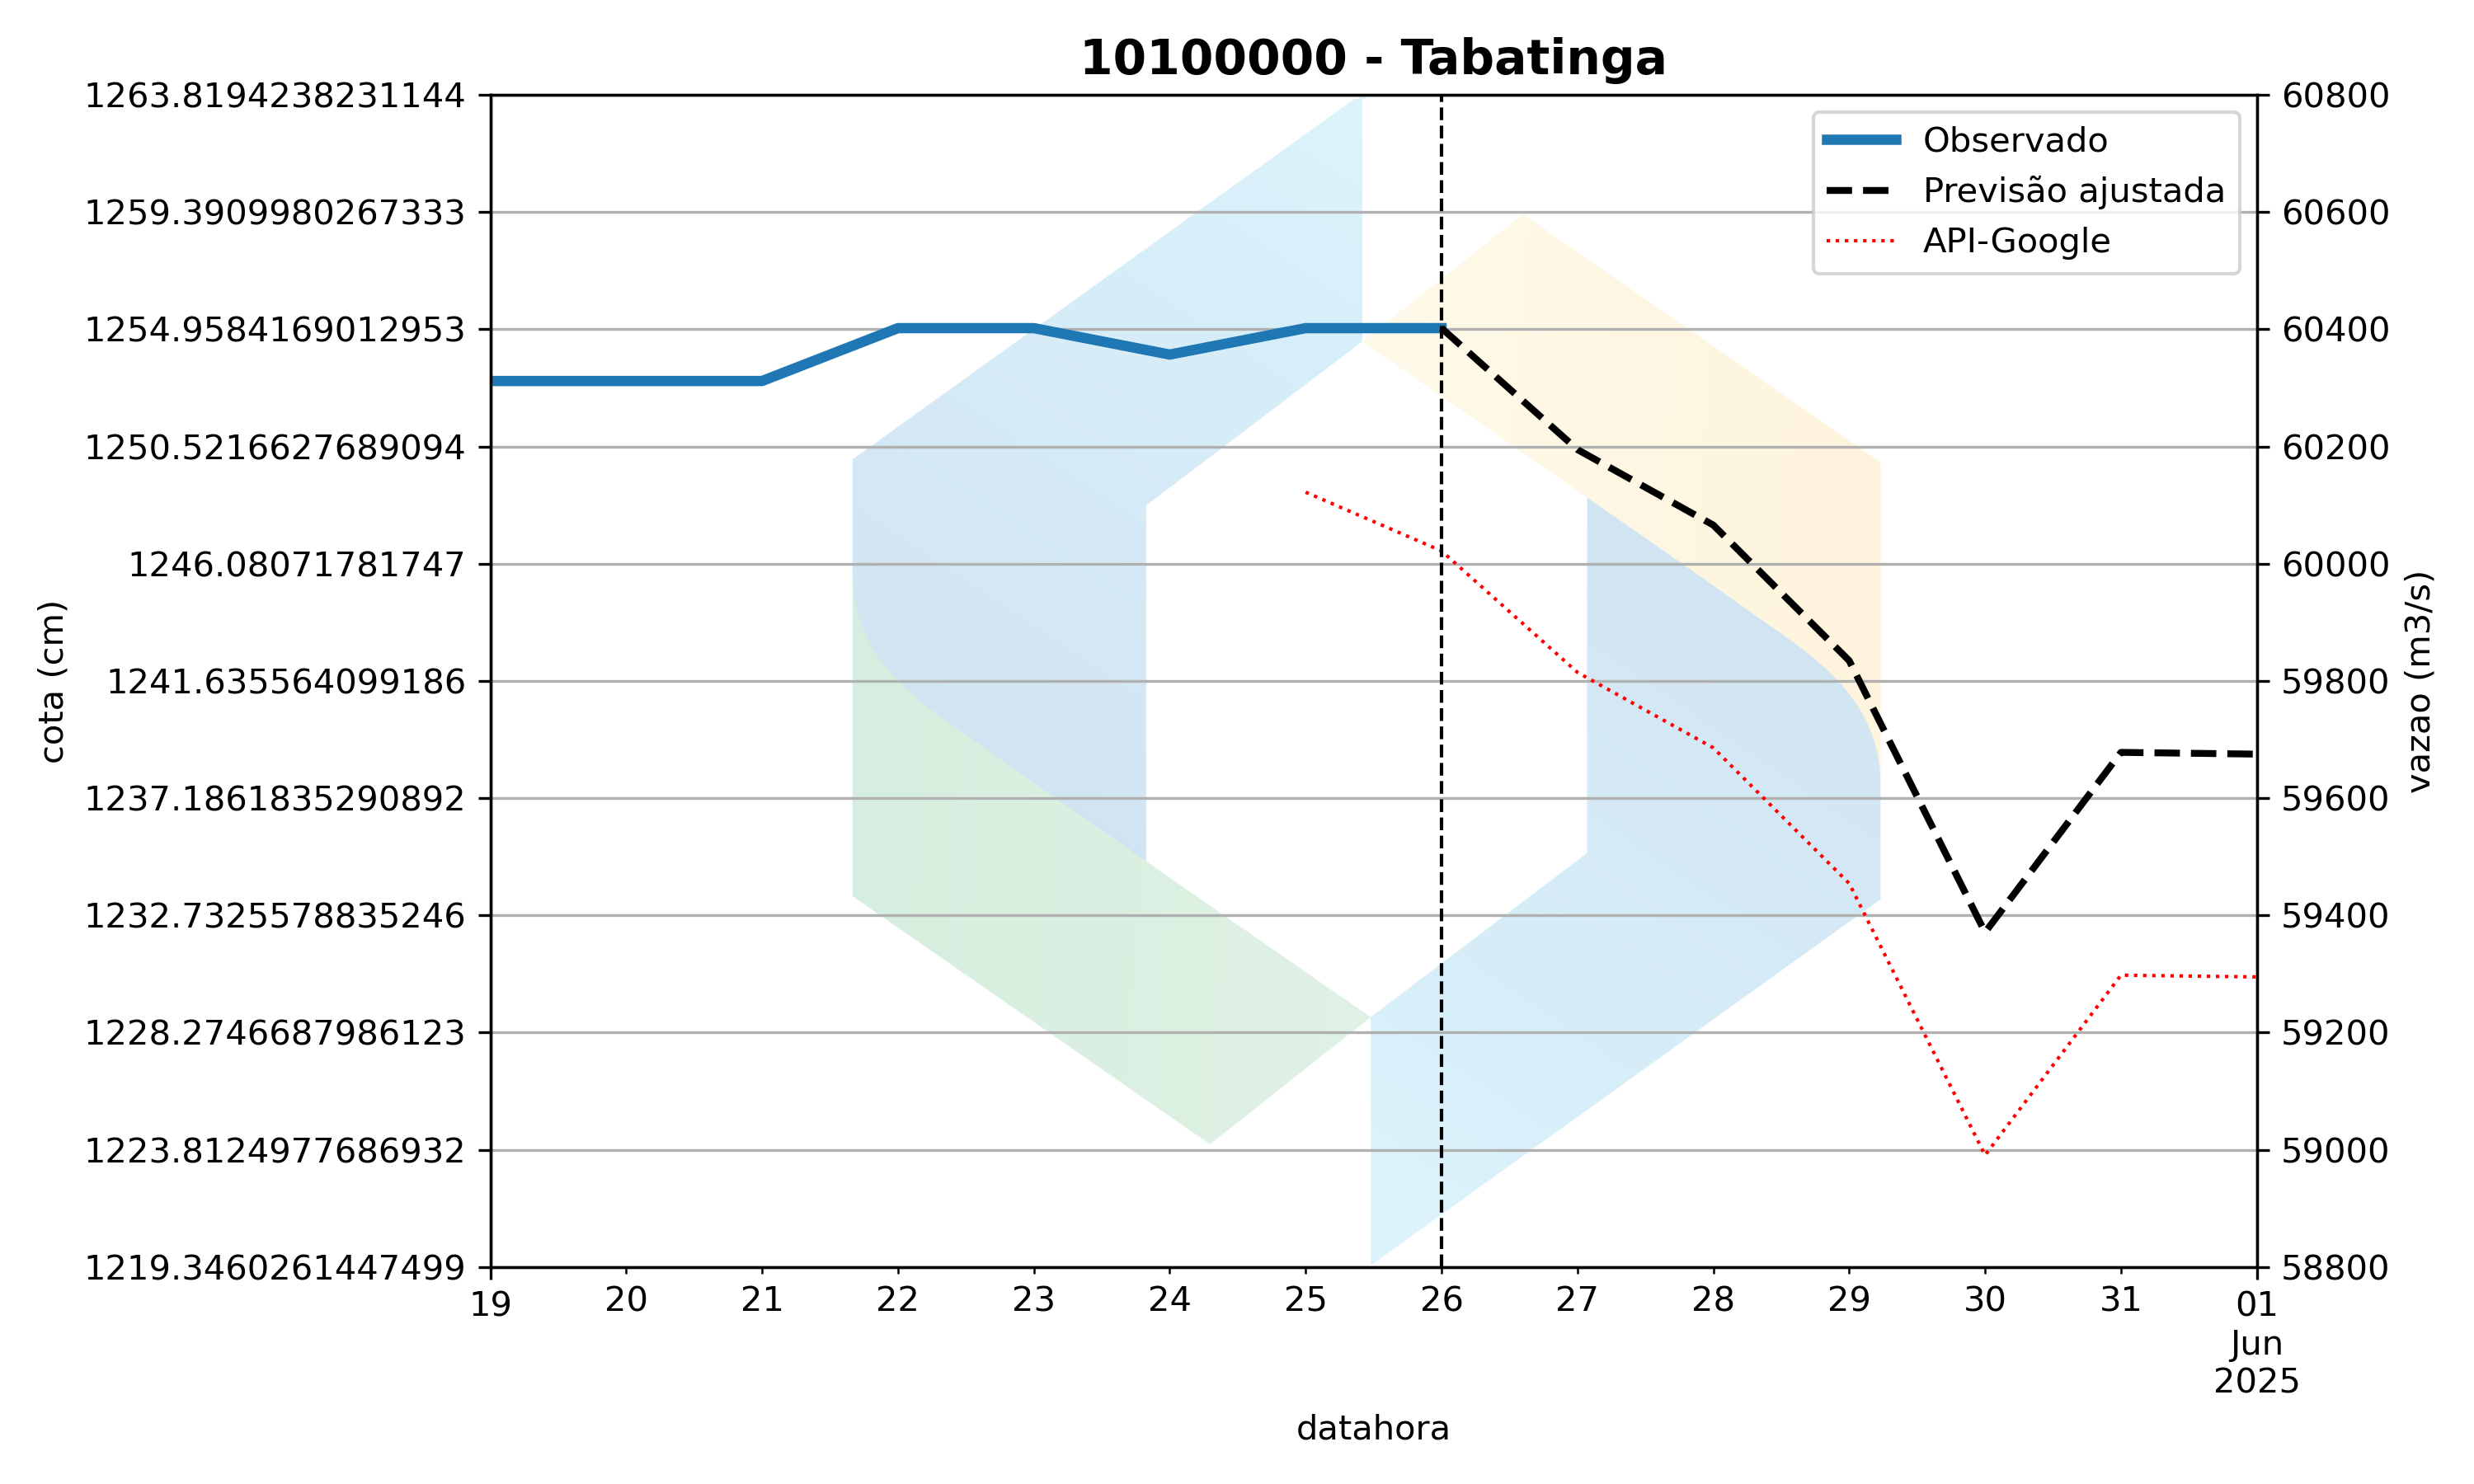 10100000 - Tabatinga
1263.8194238231144
1259.3909980267333
1254.9584169012953
1250.5216627689094
1246.08071781747
1241.635564099186
1237.1861835290892
1232.7325578835246
1228.2746687986123
1223.8124977686932
1219.3460261447499
cota (cm)
60800
60600
60400
60200
60000
59800
59600
59400
59200
59000
58800
vazao (m3/s)
Observado
Previsão ajustada
API-Google
19 20 21 22 23 24 25 26 27 28 29 30 31 01
Jun
2025
datahora